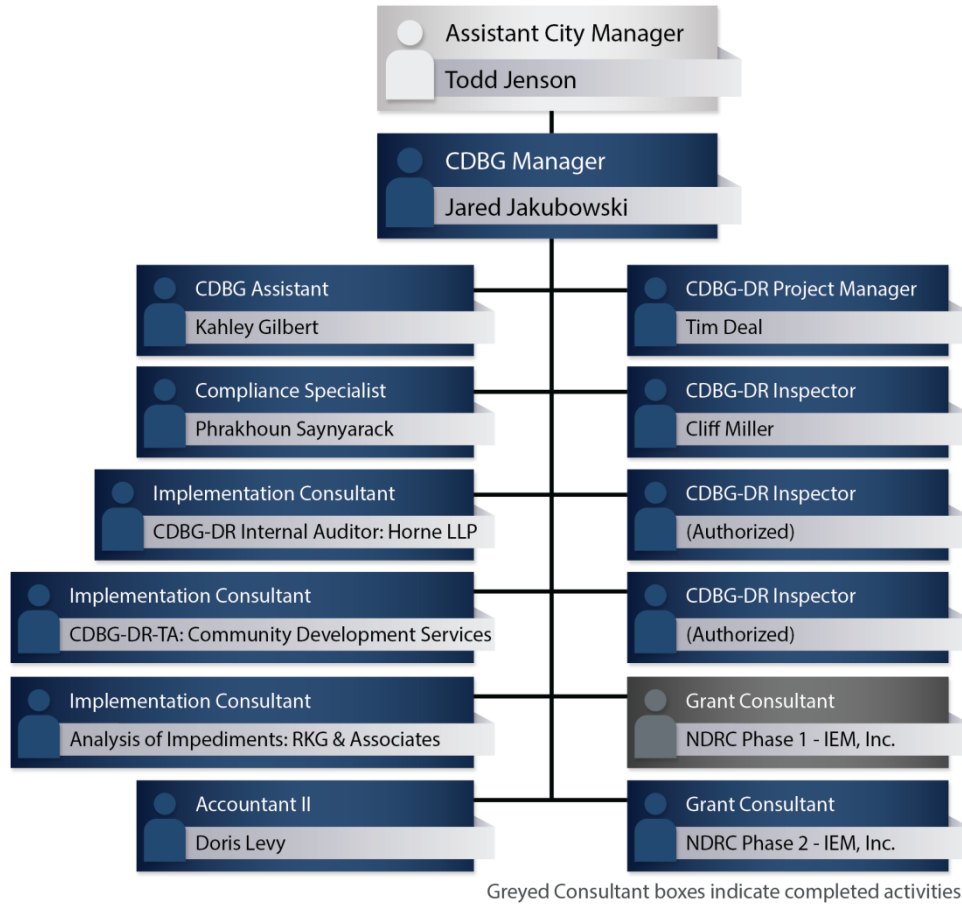 Assistant City Manager
Todd Jenson
CDBG Manager
Jared Jakubowski
CDBG Assistant
Kahley Gilbert
CDBG-DR Project Manager
Tim Deal
Compliance Specialist
Phrakhoun Saynyarack
CDBG-DR Inspector
Cliff Miller
Implementation Consultant
CDBG-DR Internal Auditor: Horne LLP
CDBG-DR Inspector
(Authorized)
Implementation Consultant
CDBG-DR-TA: Community Development Services
CDBG-DR Inspector
(Authorized)
Implementation Consultant
Analysis of Impediments: RKG & Associates
Grant Consultant
NDRC Phase 1 - IEM, Inc.
Accountant II
Doris Levy
Grant Consultant
NDRC Phase 2 - IEM, Inc.
Greyed Consultant boxes indicate completed activities